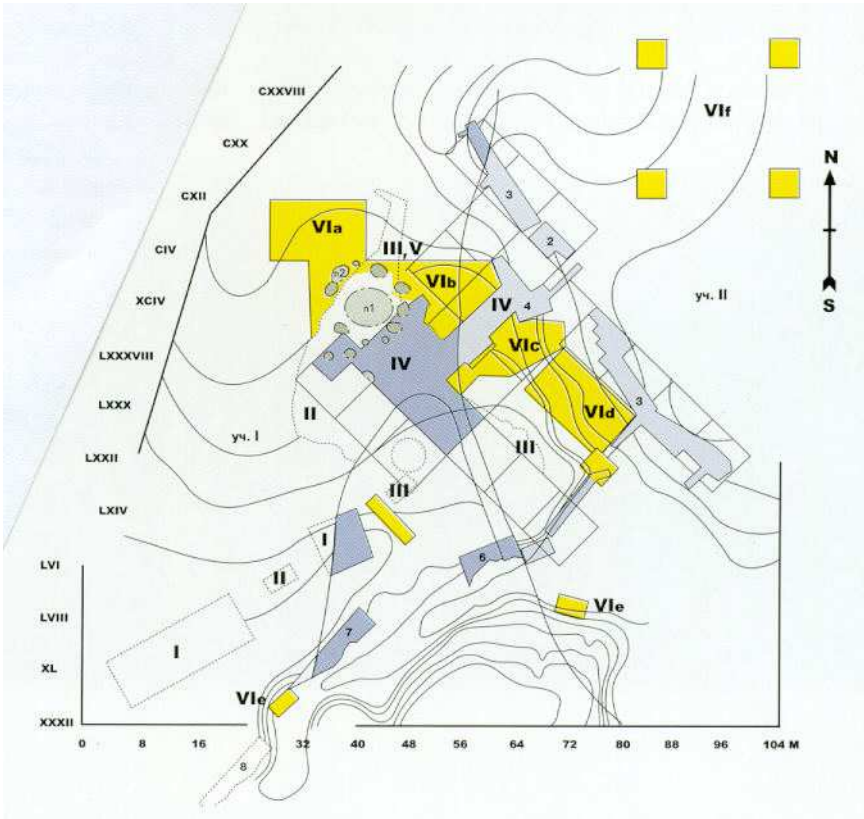 CXXVIII
CXX
VIf
N
3
CXII
VIa
2
III, V
CIV
n2
VIb
IV
4
уч. II
XCIV
n1
S
VIc
LXXXVIII
IV
3
LXXX
II
VId
уч. I
III
LXXII
III
LXIV
I
6
LVI
II
VIe
LVIII
7
I
XL
VIe
XXXII
0 8 16 32 40 48 56 64 72 80 88 96 104 М
8